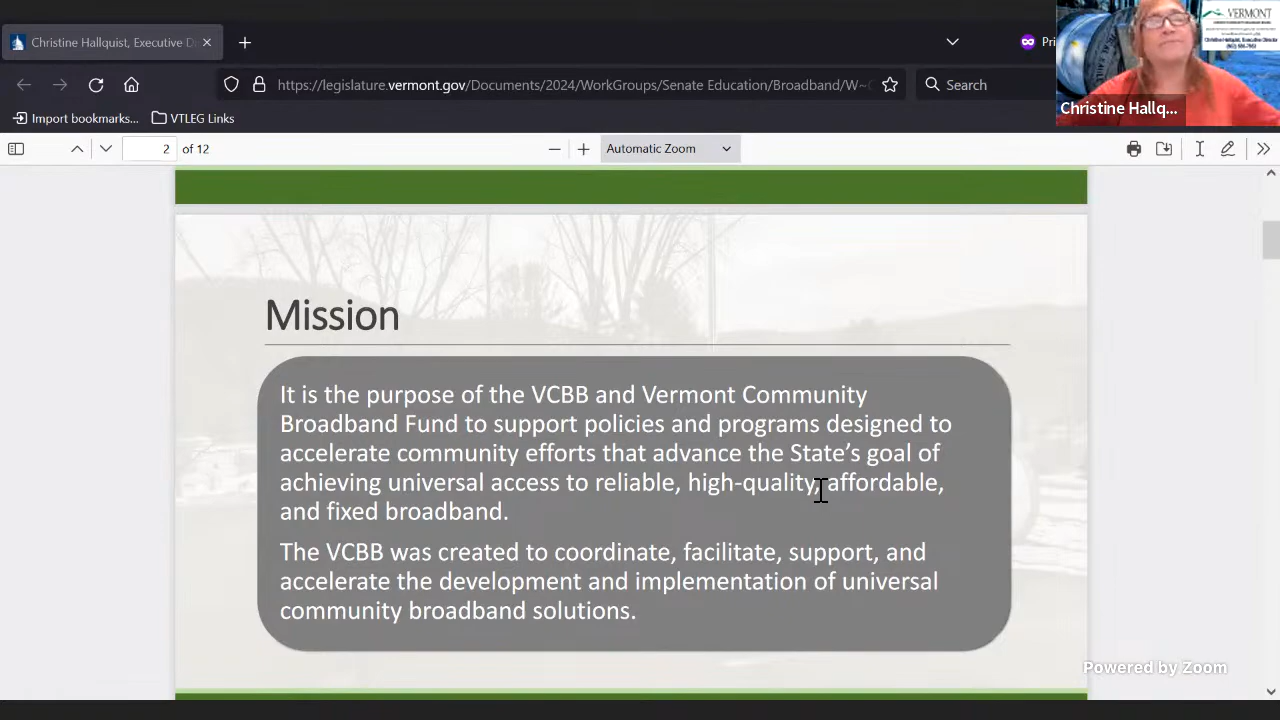 Christine Hallquist, Executive D
Pri
VERMONT
https://legislature.vermont.gov/Documents/2024/WorkGroups/Senate Education/Broadband/W~
Search
Christine Hallq...
Import bookmarks...
VTLEG Links
2
of 12
Automatic Zoom
Mission
It is the purpose of the VCBB and Vermont Community
Broadband Fund to support policies and programs designed to
accelerate community efforts that advance the State's goal of
achieving universal access to reliable, high-quality, affordable,
and fixed broadband.
The VCBB was created to coordinate, facilitate, support, and
accelerate the development and implementation of universal
community broadband solutions.
Powered by Zoom